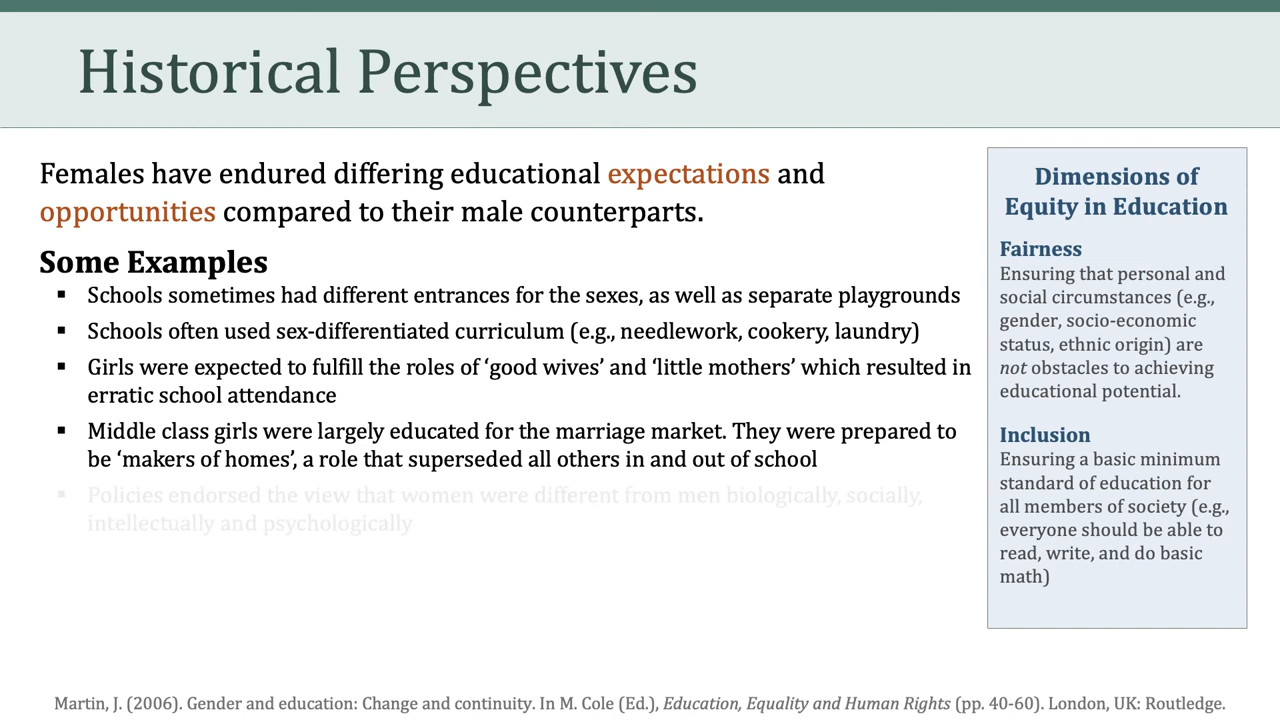 Historical Perspectives
Females have endured differing educational expectations and
opportunities compared to their male counterparts.
Some Examples
▪ Schools sometimes had different entrances for the sexes, as well as separate playgrounds
▪ Schools often used sex-differentiated curriculum (e.g., needlework, cookery, laundry)
▪ Girls were expected to fulfill the roles of ‘good wives’ and ‘little mothers’ which resulted in
erratic school attendance
▪ Middle class girls were largely educated for the marriage market. They were prepared to
be ‘makers of homes’, a role that superseded all others in and out of school
▪ Policies endorsed the view that women were different from men biologically, socially,
intellectually and psychologically
Dimensions of
Equity in Education
Fairness
Ensuring that personal and
social circumstances (e.g.,
gender, socio-economic
status, ethnic origin) are
not obstacles to achieving
educational potential.
Inclusion
Ensuring a basic minimum
standard of education for
all members of society (e.g.,
everyone should be able to
read, write, and do basic
math)
Martin, J. (2006). Gender and education: Change and continuity. In M. Cole (Ed.), Education, Equality and Human Rights (pp. 40-60). London, UK: Routledge.